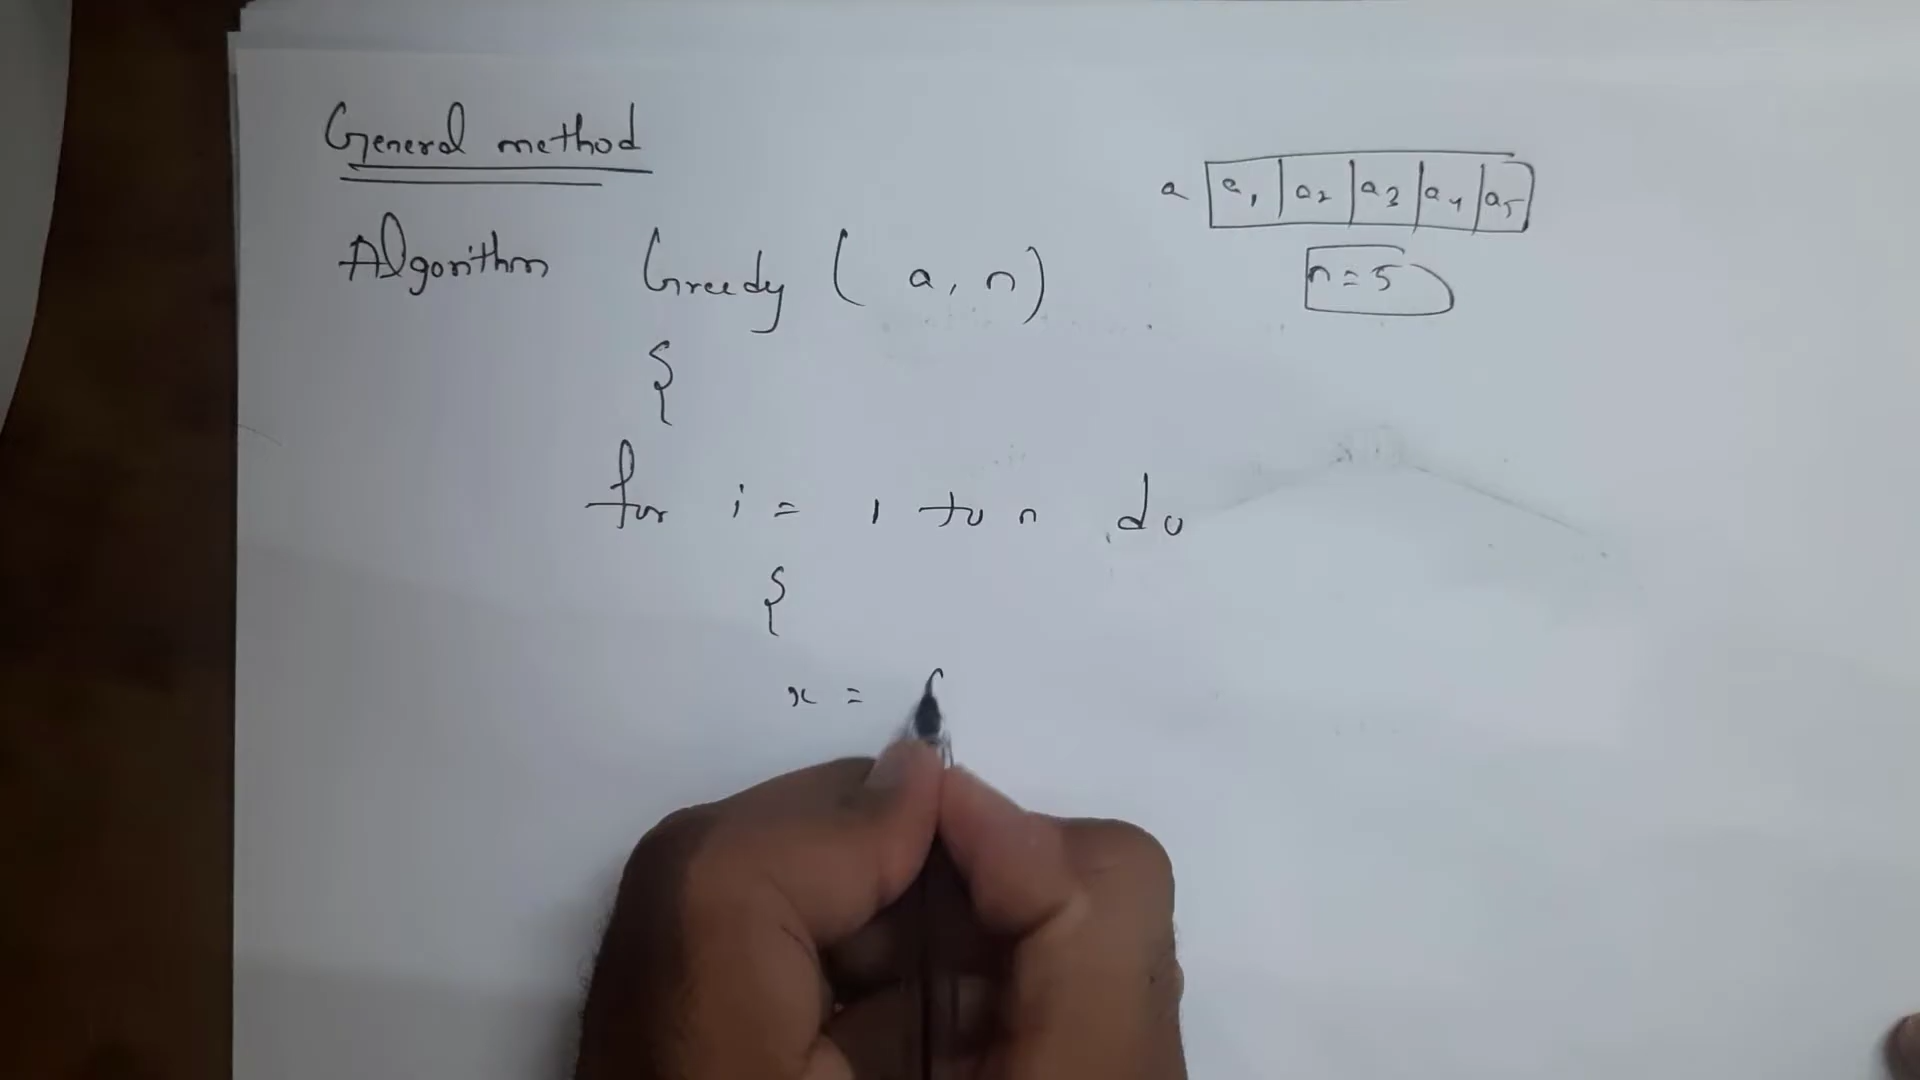 General method
a a1 a2 a3 a4 a5
n = 5
Algorithm Greedy ( a, n )
{
for i = 1 to n do
{
x =